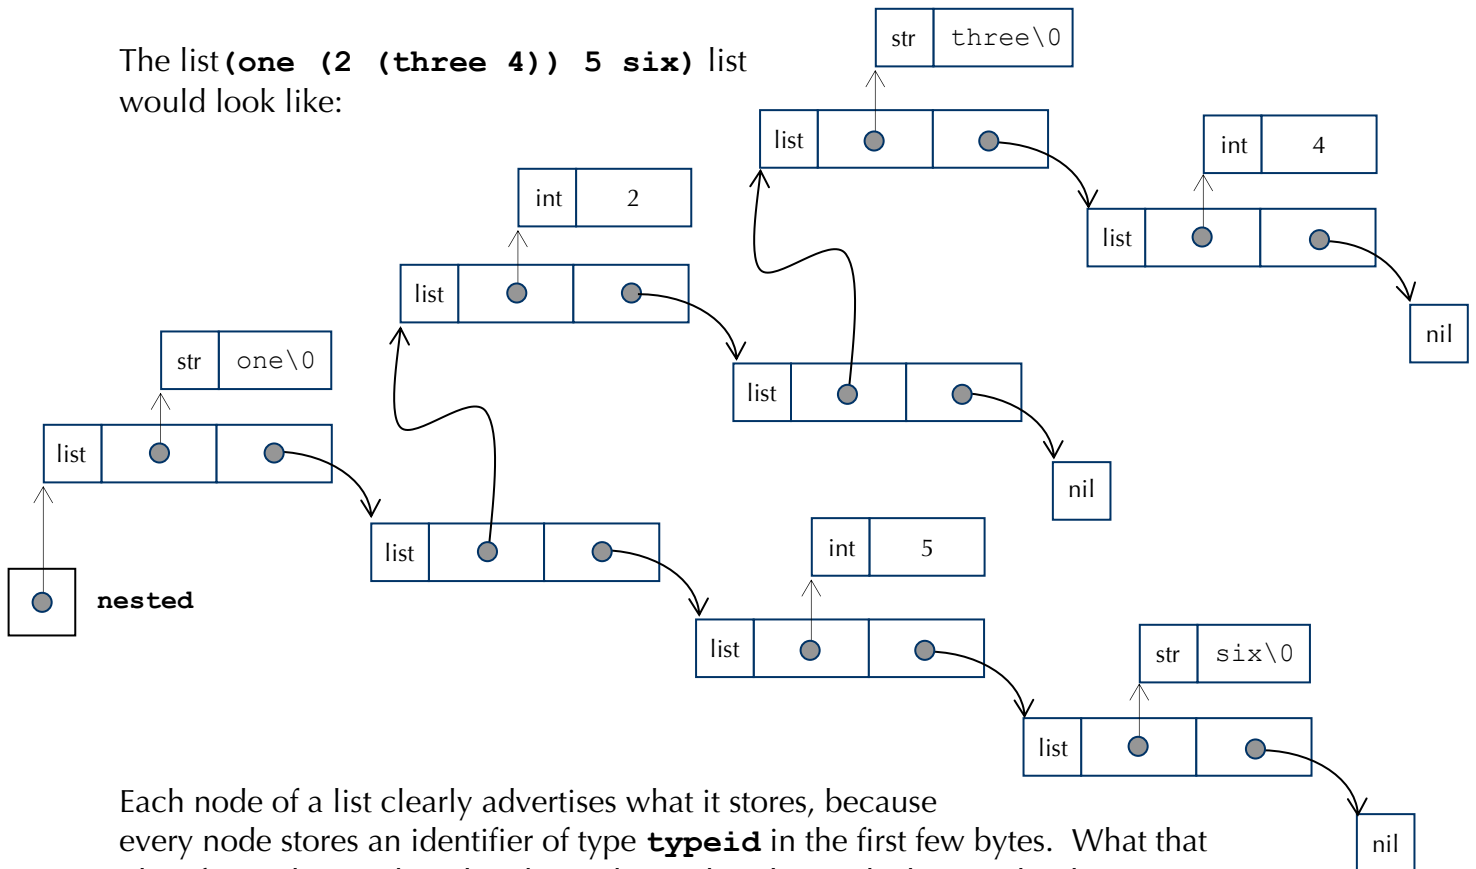 The list (one (2 (three 4)) 5 six) list
would look like:
str three\0
list
int 4
int 2
list
list
nil
str one\0
list
list
nil
int 5
list
nested
list
str six\0
list
nil
Each node of a list clearly advertises what it stores, because
every node stores an identifier of type typeid in the first few bytes. What that